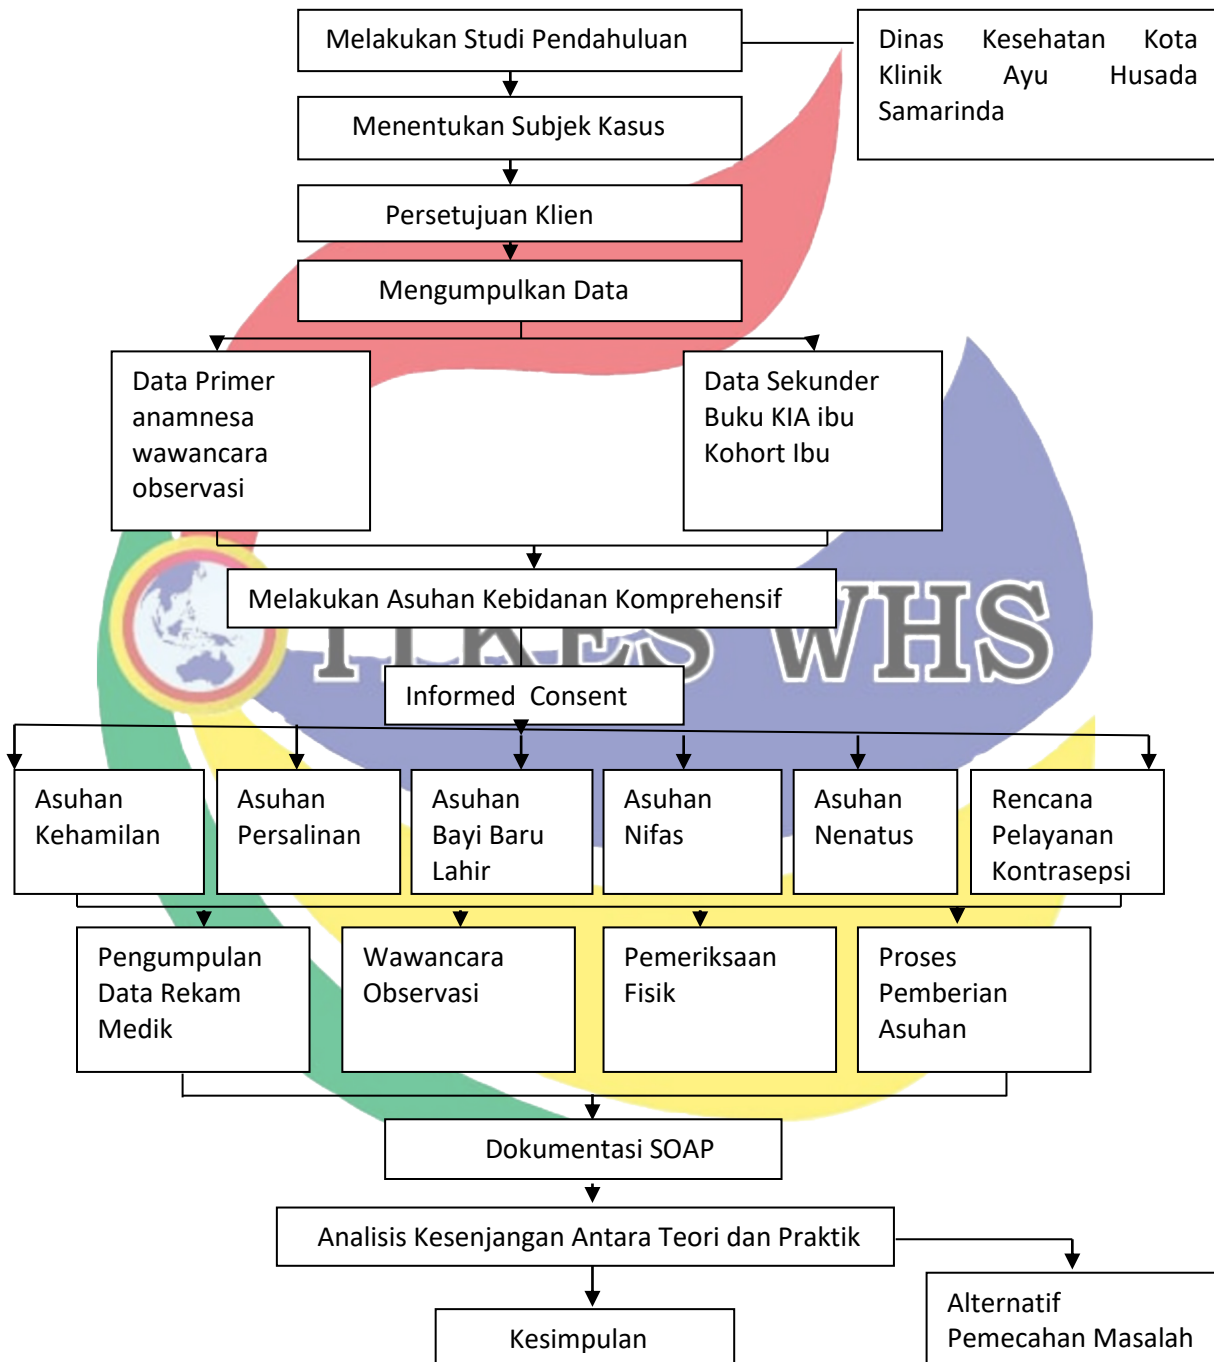 Melakukan Studi Pendahuluan
Dinas Kesehatan Kota
Klinik Ayu Husada
Samarinda
Menentukan Subjek Kasus
Persetujuan Klien
Mengumpulkan Data
Data Primer
anamnesa
wawancara
observasi
Data Sekunder
Buku KIA ibu
Kohort Ibu
Melakukan Asuhan Kebidanan Komprehensif
ITKES WHS
Informed Consent
Asuhan
Kehamilan
Asuhan
Persalinan
Asuhan
Bayi Baru
Lahir
Asuhan
Nifas
Asuhan
Nenatus
Rencana
Pelayanan
Kontrasepsi
Pengumpulan
Data Rekam
Medik
Wawancara
Observasi
Pemeriksaan
Fisik
Proses
Pemberian
Asuhan
Dokumentasi SOAP
Analisis Kesenjangan Antara Teori dan Praktik
Alternatif
Pemecahan Masalah
Kesimpulan